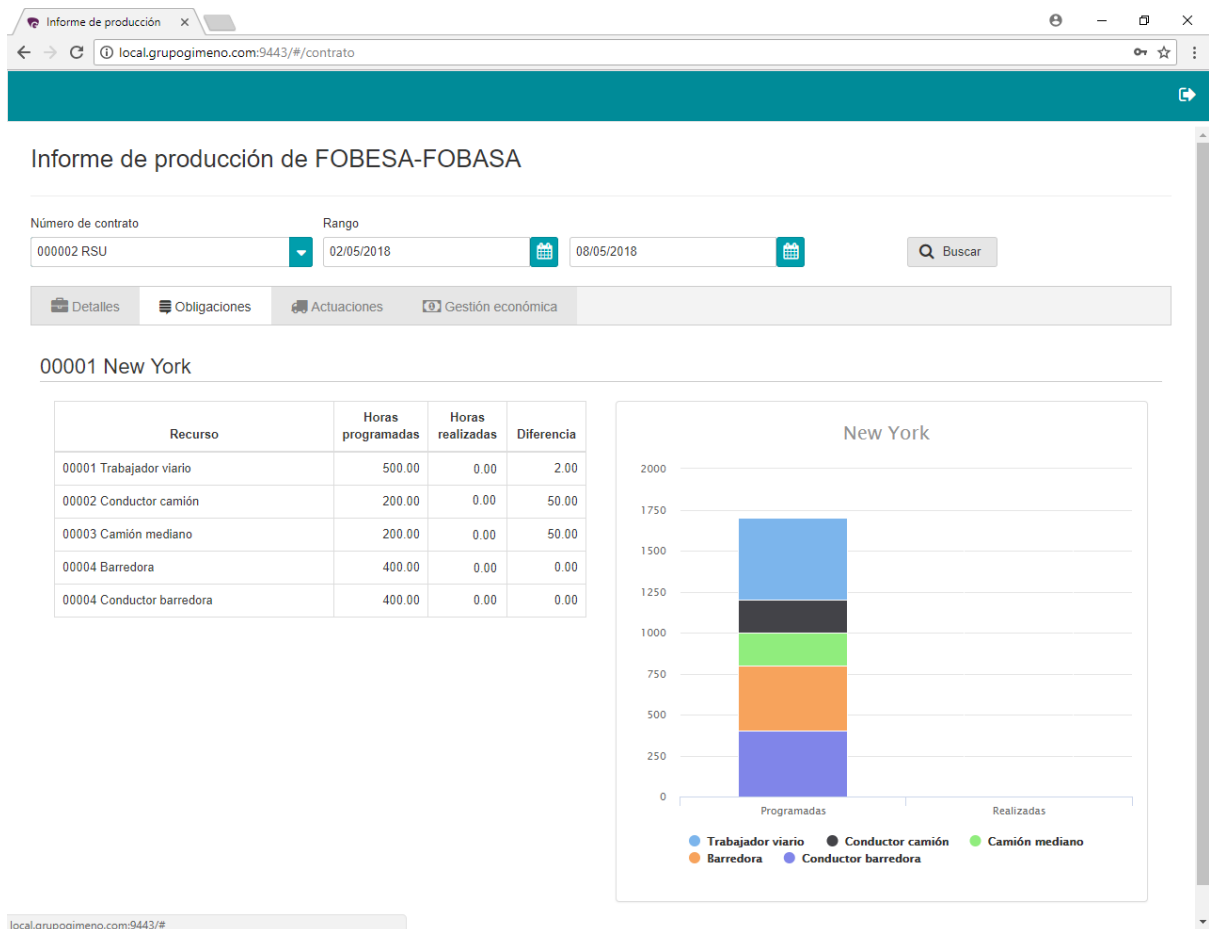 Informe de producción
local.grupogimeno.com:9443/#/contrato
Informe de producción de FOBESA-FOBASA
Número de contrato Rango
000002 RSU 02/05/2018 08/05/2018 Buscar
Detalles Obligaciones Actuaciones Gestión económica
00001 New York
Recurso Horas programadas Horas realizadas Diferencia
00001 Trabajador viario 500.00 0.00 2.00
00002 Conductor camión 200.00 0.00 50.00
00003 Camión mediano 200.00 0.00 50.00
00004 Barredora 400.00 0.00 0.00
00004 Conductor barredora 400.00 0.00 0.00
New York
2000
1750
1500
1250
1000
750
500
250
0
Programadas Realizadas
Trabajador viario Conductor camión Camión mediano
Barredora Conductor barredora
local.grupogimeno.com:9443/#